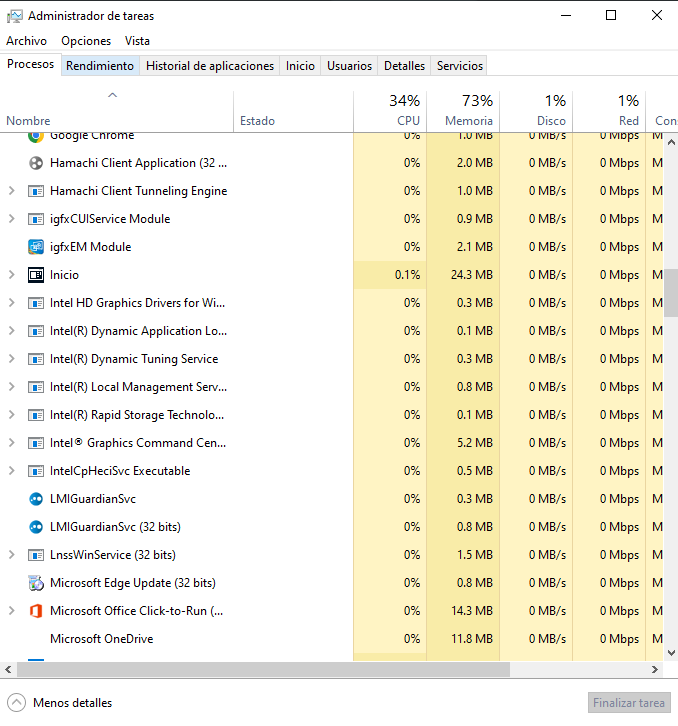 Administrador de tareas
Archivo Opciones Vista
Procesos Rendimiento Historial de aplicaciones Inicio Usuarios Detalles Servicios
34% 73% 1% 1%
Nombre Estado CPU Memoria Disco Red Con
Google Chrome 0% 1.0 MB 0 MB/s 0 Mbps M
Hamachi Client Application (32 ... 0% 2.0 MB 0 MB/s 0 Mbps M
Hamachi Client Tunneling Engine 0% 1.0 MB 0 MB/s 0 Mbps M
igfxCUIService Module 0% 0.9 MB 0 MB/s 0 Mbps M
igfxEM Module 0% 2.1 MB 0 MB/s 0 Mbps M
Inicio 0.1% 24.3 MB 0 MB/s 0 Mbps M
Intel HD Graphics Drivers for Wi... 0% 0.3 MB 0 MB/s 0 Mbps M
Intel(R) Dynamic Application Lo... 0% 0.1 MB 0 MB/s 0 Mbps M
Intel(R) Dynamic Tuning Service 0% 0.3 MB 0 MB/s 0 Mbps M
Intel(R) Local Management Serv... 0% 0.8 MB 0 MB/s 0 Mbps M
Intel(R) Rapid Storage Technolo... 0% 0.1 MB 0 MB/s 0 Mbps M
Intel® Graphics Command Cen... 0% 5.2 MB 0 MB/s 0 Mbps M
IntelCpHeciSvc Executable 0% 0.5 MB 0 MB/s 0 Mbps M
LMIGuardianSvc 0% 0.3 MB 0 MB/s 0 Mbps M
LMIGuardianSvc (32 bits) 0% 0.8 MB 0 MB/s 0 Mbps M
LnssWinService (32 bits) 0% 1.5 MB 0 MB/s 0 Mbps M
Microsoft Edge Update (32 bits) 0% 0.8 MB 0 MB/s 0 Mbps M
Microsoft Office Click-to-Run (... 0% 14.3 MB 0 MB/s 0 Mbps M
Microsoft OneDrive 0% 11.8 MB 0 MB/s 0 Mbps M
Menos detalles Finalizar tarea